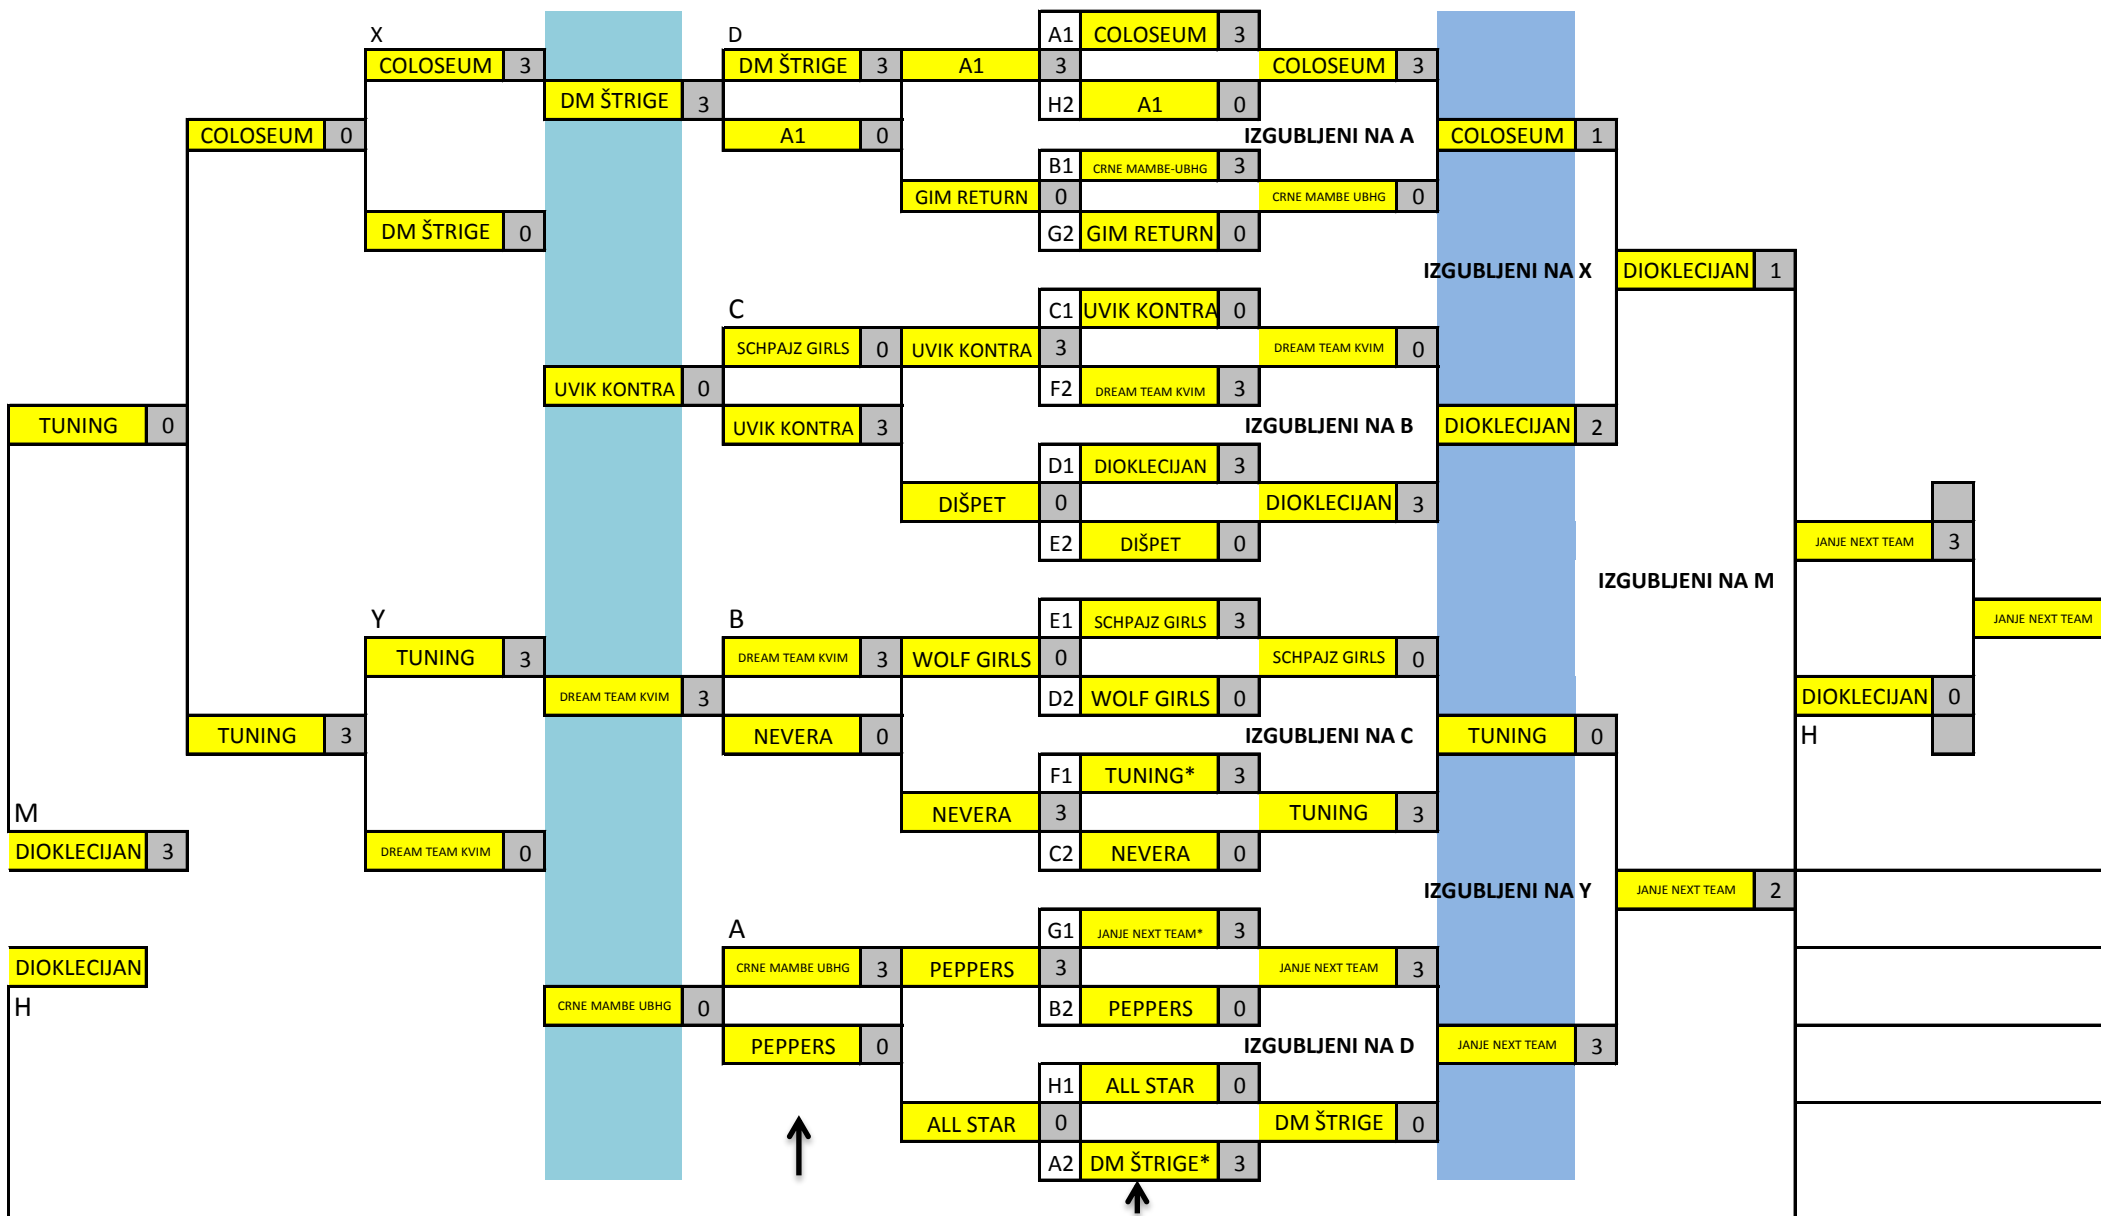 X D A1 COLOSEUM 3
COLOSEUM 3 DM ŠTRIGE 3 A1 3 COLOSEUM 3
DM ŠTRIGE 3 H2 A1 0
COLOSEUM 0 A1 0 IZGUBLJENI NA A COLOSEUM 1
B1 CRNE MAMBE-UBHG 3
GIM RETURN 0 CRNE MAMBE UBHG 0
DM ŠTRIGE 0 G2 GIM RETURN 0
IZGUBLJENI NA X DIOKLECIJAN 1
C C1 UVIK KONTRA 0
SCHPAJZ GIRLS 0 UVIK KONTRA 3 DREAM TEAM KVIM 0
UVIK KONTRA 0 F2 DREAM TEAM KVIM 3
TUNING 0 UVIK KONTRA 3 IZGUBLJENI NA B DIOKLECIJAN 2
D1 DIOKLECIJAN 3
DIŠPET 0 DIOKLECIJAN 3
E2 DIŠPET 0 JANJE NEXT TEAM 3
IZGUBLJENI NA M
Y B E1 SCHPAJZ GIRLS 3 JANJE NEXT TEAM
TUNING 3 DREAM TEAM KVIM 3 WOLF GIRLS 0 SCHPAJZ GIRLS 0
DREAM TEAM KVIM 3 D2 WOLF GIRLS 0 DIOKLECIJAN 0
TUNING 3 NEVERA 0 IZGUBLJENI NA C TUNING 0 H
F1 TUNING* 3
M NEVERA 3 TUNING 3
DIOKLECIJAN 3 DREAM TEAM KVIM 0 C2 NEVERA 0
IZGUBLJENI NA Y JANJE NEXT TEAM 2
A G1 JANJE NEXT TEAM* 3
DIOKLECIJAN CRNE MAMBE UBHG 3 PEPPERS 3 JANJE NEXT TEAM 3
H CRNE MAMBE UBHG 0 B2 PEPPERS 0
PEPPERS 0 IZGUBLJENI NA D JANJE NEXT TEAM 3
H1 ALL STAR 0
ALL STAR 0 DM ŠTRIGE 0
A2 DM ŠTRIGE* 3